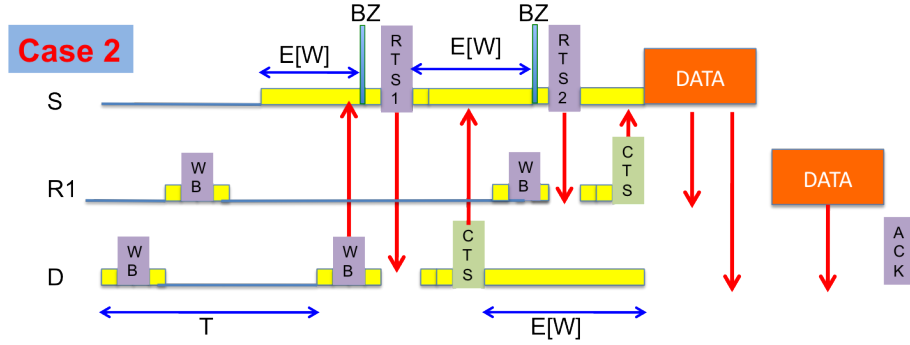 Case 2
BZ
BZ
E[W]
E[W]
RTS1
RTS2
S
DATA
CTS
R1
WB
WB
DATA
CTS
D
WB
WB
ACK
T
E[W]